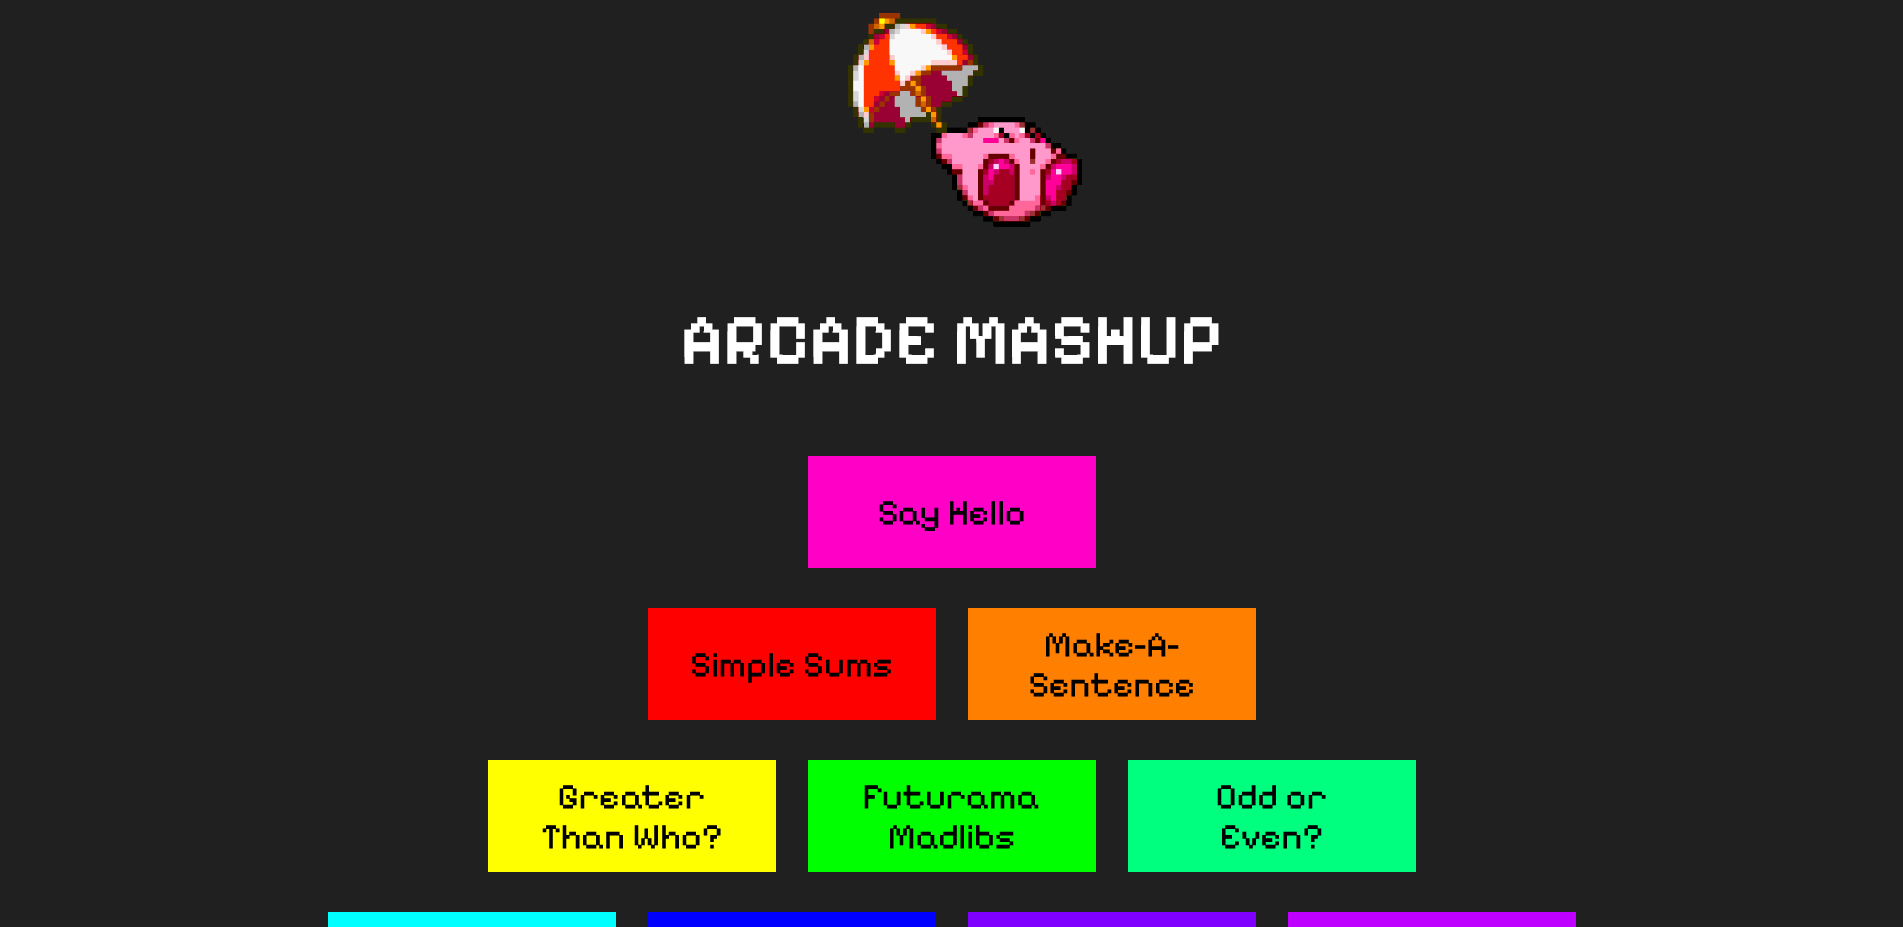 ARCADE MASHUP
Say Hello
Simple Sums
Make-A-
Sentence
Greater
Than Who?
Futurama
Madlibs
Odd or
Even?